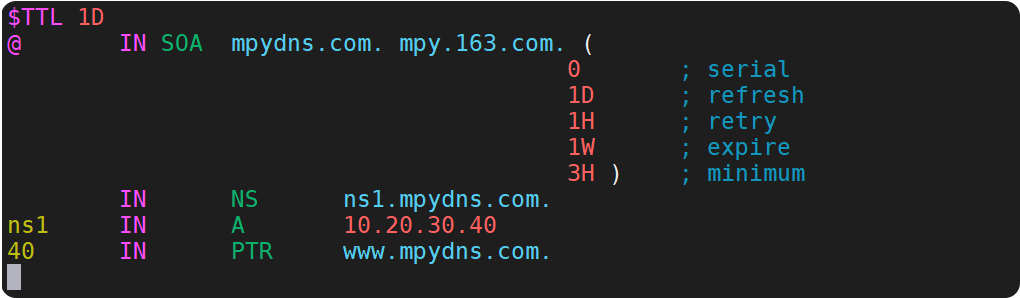 $TTL 1D
@       IN SOA  mpydns.com. mpy.163.com. (
                                        0       ; serial
                                        1D      ; refresh
                                        1H      ; retry
                                        1W      ; expire
                                        3H )    ; minimum
        IN      NS      ns1.mpydns.com.
ns1     IN      A       10.20.30.40
40      IN      PTR     www.mpydns.com.